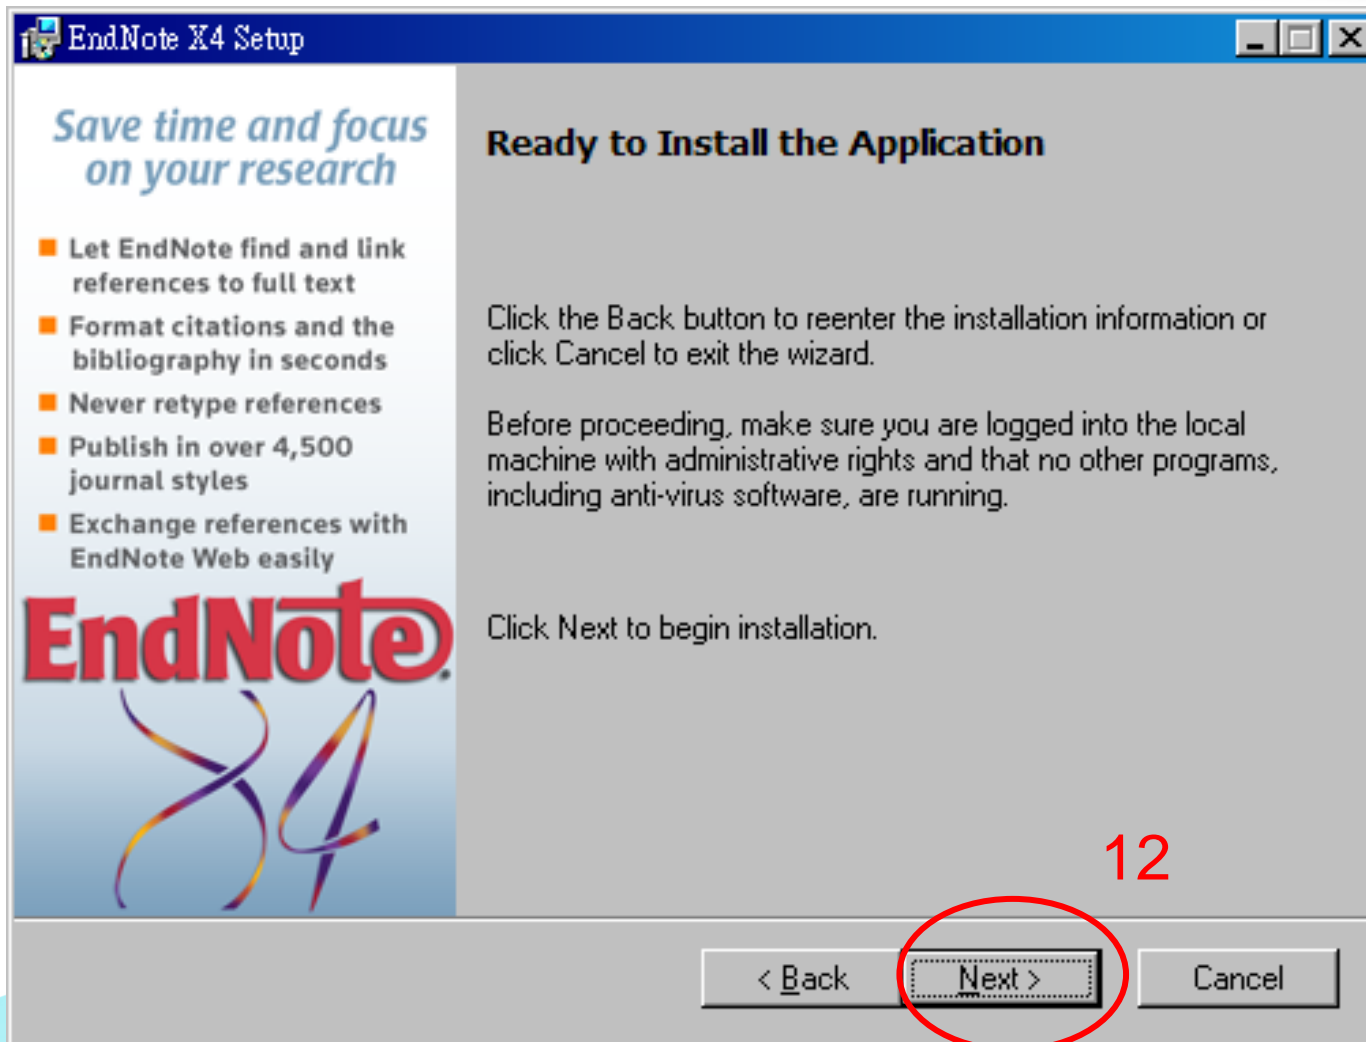 EndNote X4 Setup
Save time and focus
on your research
Let EndNote find and link
references to full text
Format citations and the
bibliography in seconds
Never retype references
Publish in over 4,500
journal styles
Exchange references with
EndNote Web easily
EndNote
X4
Ready to Install the Application
Click the Back button to reenter the installation information or
click Cancel to exit the wizard.
Before proceeding, make sure you are logged into the local
machine with administrative rights and that no other programs,
including anti-virus software, are running.
Click Next to begin installation.
12
< Back Next > Cancel